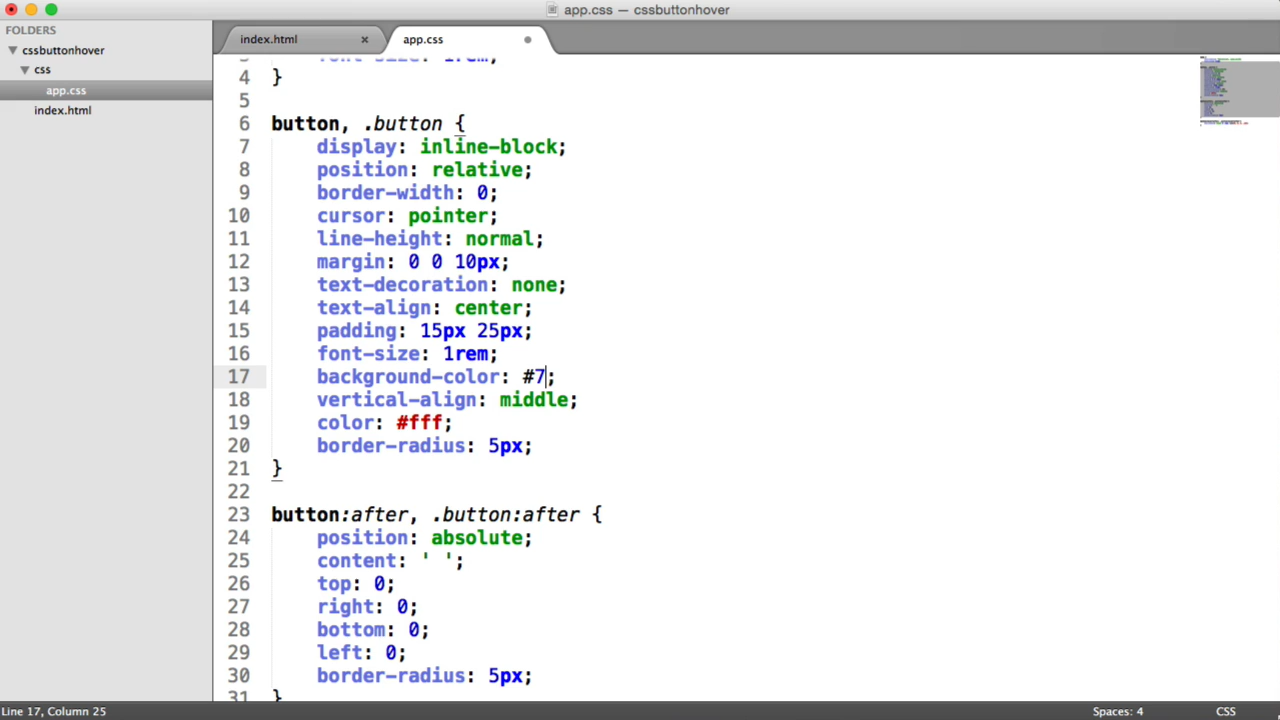 app.css — cssbuttonhover
FOLDERS
cssbuttonhover
css
app.css
index.html
index.html ×
app.css
3 font-size: 1rem;
4 }
5
6 button, .button {
7 display: inline-block;
8 position: relative;
9 border-width: 0;
10 cursor: pointer;
11 line-height: normal;
12 margin: 0 0 10px;
13 text-decoration: none;
14 text-align: center;
15 padding: 15px 25px;
16 font-size: 1rem;
17 background-color: #7;
18 vertical-align: middle;
19 color: #fff;
20 border-radius: 5px;
21 }
22
23 button:after, .button:after {
24 position: absolute;
25 content: ' ';
26 top: 0;
27 right: 0;
28 bottom: 0;
29 left: 0;
30 border-radius: 5px;
31 }
Line 17, Column 25
Spaces: 4
CSS